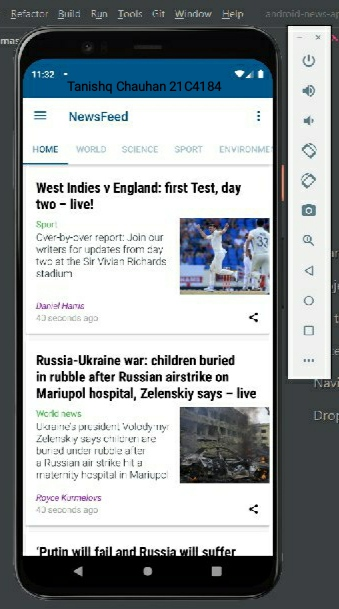 Refactor Build Run Tools Git Window Help android-news-ap
mas
11:32
Tanishq Chauhan 21C4184
NewsFeed
HOME WORLD SCIENCE SPORT ENVIRONME
West Indies v England: first Test, day
two – live!
Sport
Over-by-over report: Join our
writers for updates from day
two at the Sir Vivian Richards
stadium
Daniel Harris
43 seconds ago
Russia-Ukraine war: children buried
in rubble after Russian airstrike on
Mariupol hospital, Zelenskiy says – live
World news
Ukraine's president Volodymyr
Zelenskiy says children are
buried under rubble after
a Russian air strike hit a
maternity hospital in Mariupol
Royce Kurmelovs
43 seconds ago
'Putin will fail and Russia will suffer
Navi
Drop